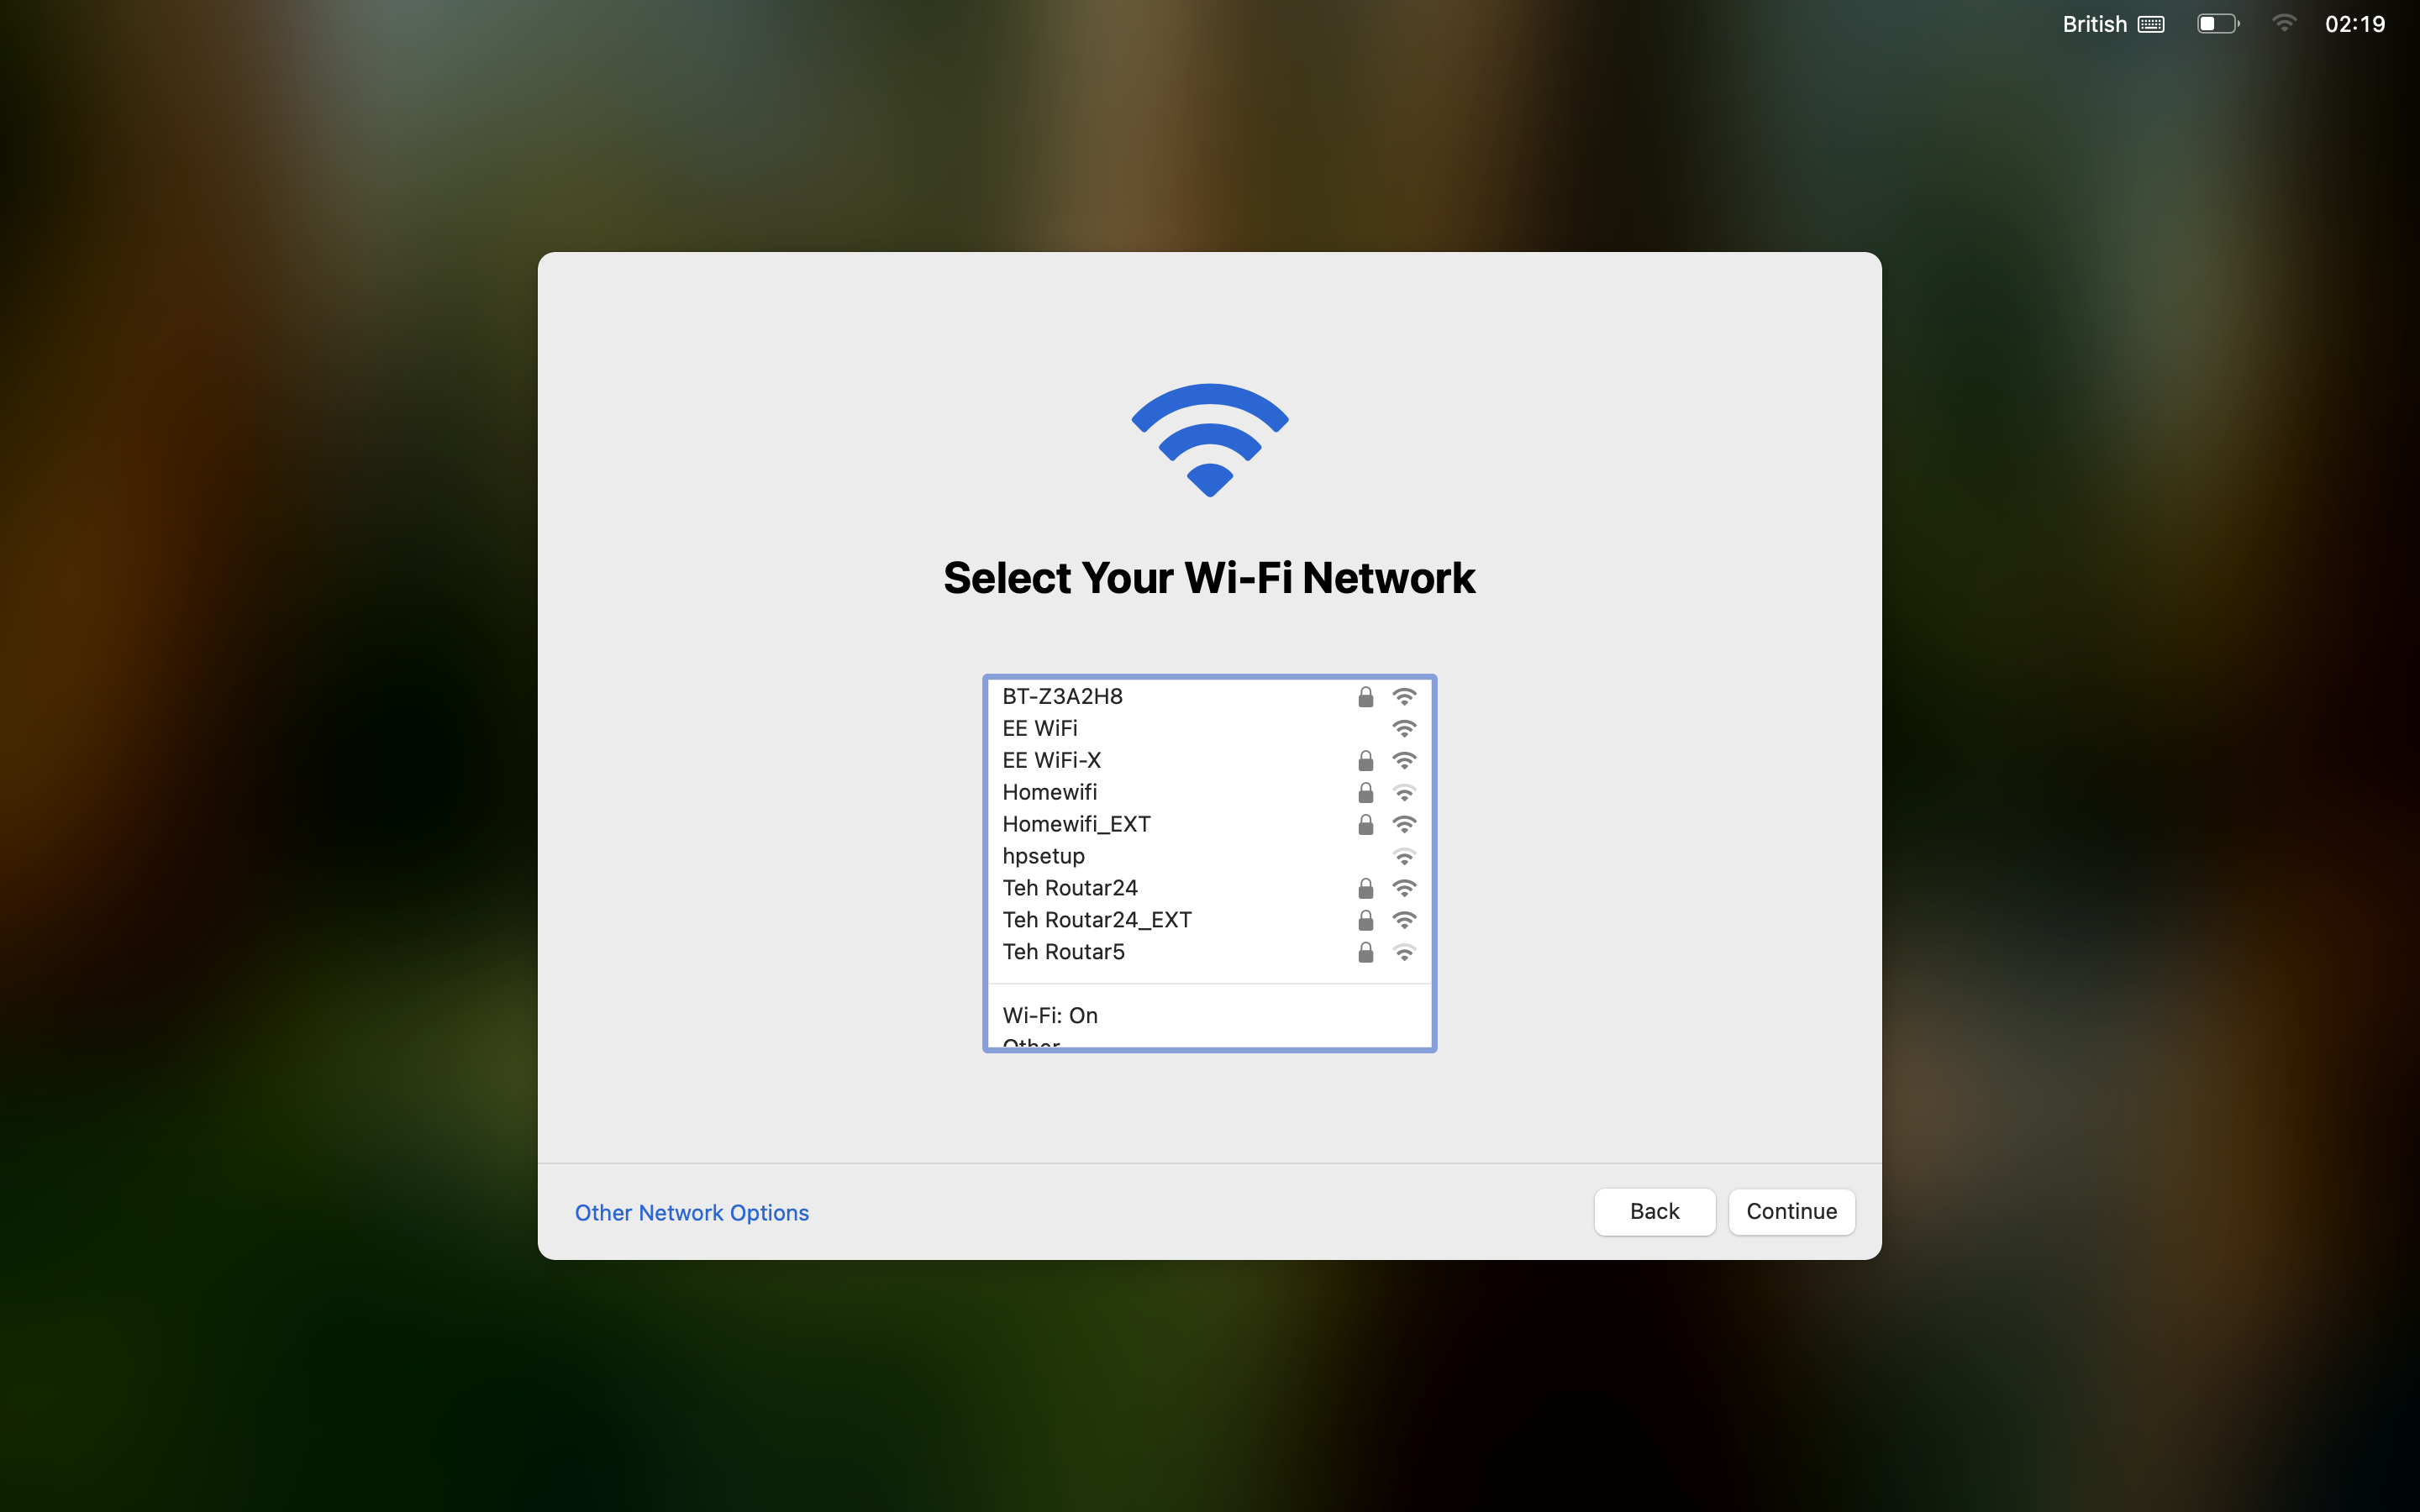 British 02:19
Select Your Wi-Fi Network
BT-Z3A2H8
EE WiFi
EE WiFi-X
Homewifi
Homewifi_EXT
hpsetup
Teh Routar24
Teh Routar24_EXT
Teh Routar5
Wi-Fi: On
Other
Other Network Options
Back
Continue